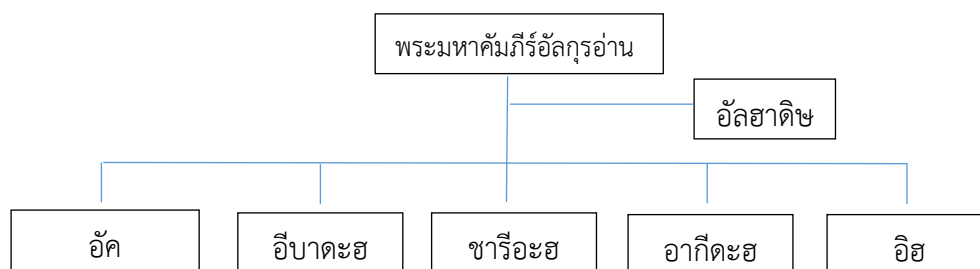 พระมหาคัมภีร์อัลกุรอ่าน
อัลฮาดิษ
อัค
อีบาดะฮ
ชารีอะฮ
อากีดะฮ
อิฮ